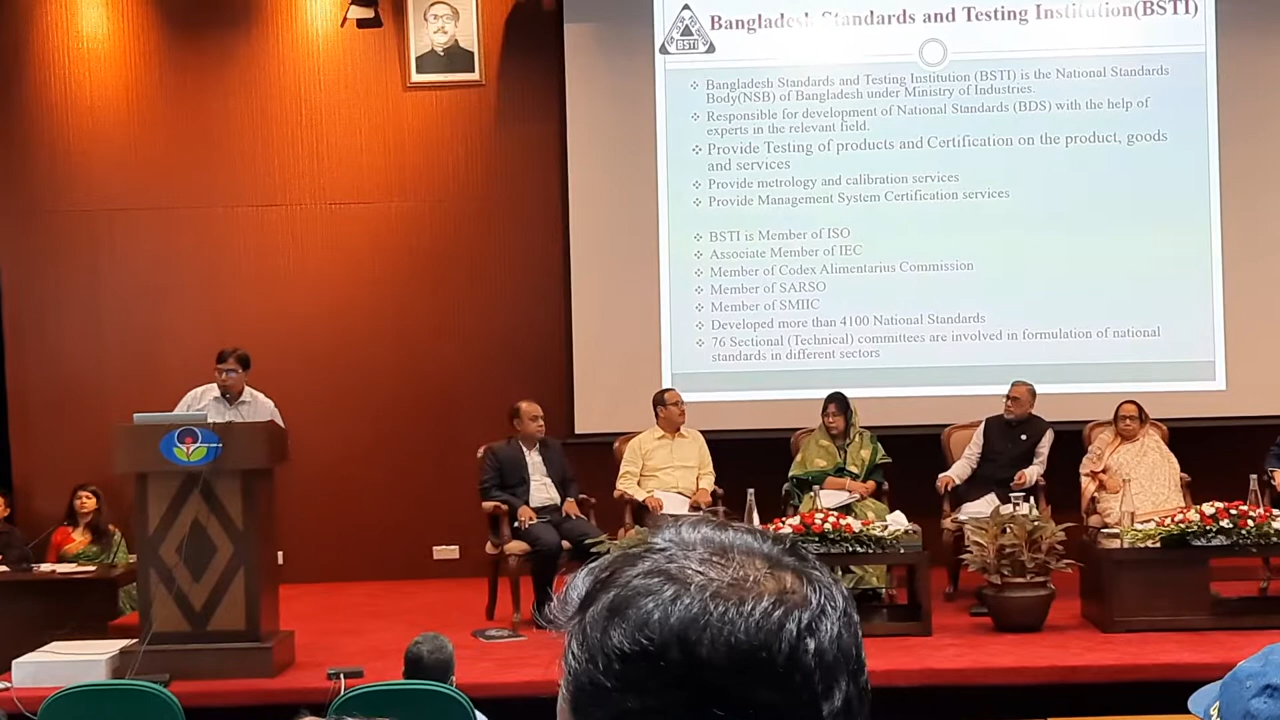 Bangladesh Standards and Testing Institution(BSTI)
BSTI
Bangladesh Standards and Testing Institution (BSTI) is the National Standards
Body(NSB) of Bangladesh under Ministry of Industries.
Responsible for development of National Standards (BDS) with the help of
experts in the relevant field.
Provide Testing of products and Certification on the product, goods
and services
Provide metrology and calibration services
Provide Management System Certification services
BSTI is Member of ISO
Associate Member of IEC
Member of Codex Alimentarius Commission
Member of SARSO
Member of SMIIC
Developed more than 4100 National Standards
76 Sectional (Technical) committees are involved in formulation of national
standards in different sectors